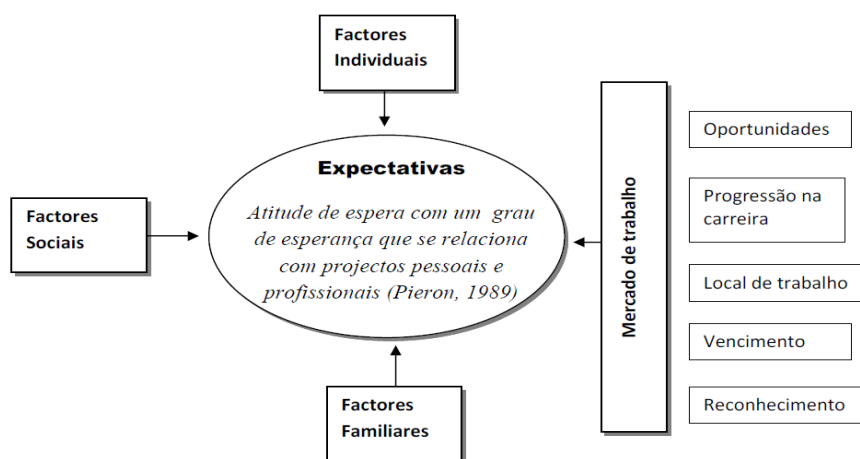 Factores
Individuais
Expectativas
Atitude de espera com um grau
de esperança que se relaciona
com projectos pessoais e
profissionais (Pieron, 1989)
Factores
Sociais
Factores
Familiares
Mercado de trabalho
Oportunidades
Progressão na
carreira
Local de trabalho
Vencimento
Reconhecimento